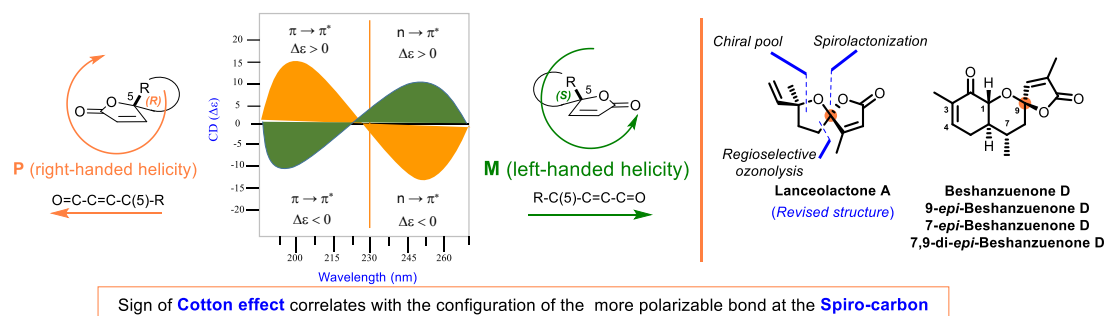 R
5
(R)
O
O
P (right-handed helicity)
O=C-C=C-C(5)-R
CD (Δε)
20
15
10
5
0
-5
-10
-15
-20
π → π*
Δε > 0
n → π*
Δε > 0
π → π*
Δε < 0
n → π*
Δε < 0
200 215 230 245 260
Wavelength (nm)
R
5
(S)
O
O
M (left-handed helicity)
R-C(5)-C=C-C=O
Chiral pool
Spirolactonization
O
O
O
Regioselective
ozonolysis
Lanceolactone A
(Revised structure)
O
H
O
3
1
9
O
O
4
7
H
Beshanzuenone D
9-epi-Beshanzuenone D
7-epi-Beshanzuenone D
7,9-di-epi-Beshanzuenone D
Sign of Cotton effect correlates with the configuration of the more polarizable bond at the Spiro-carbon